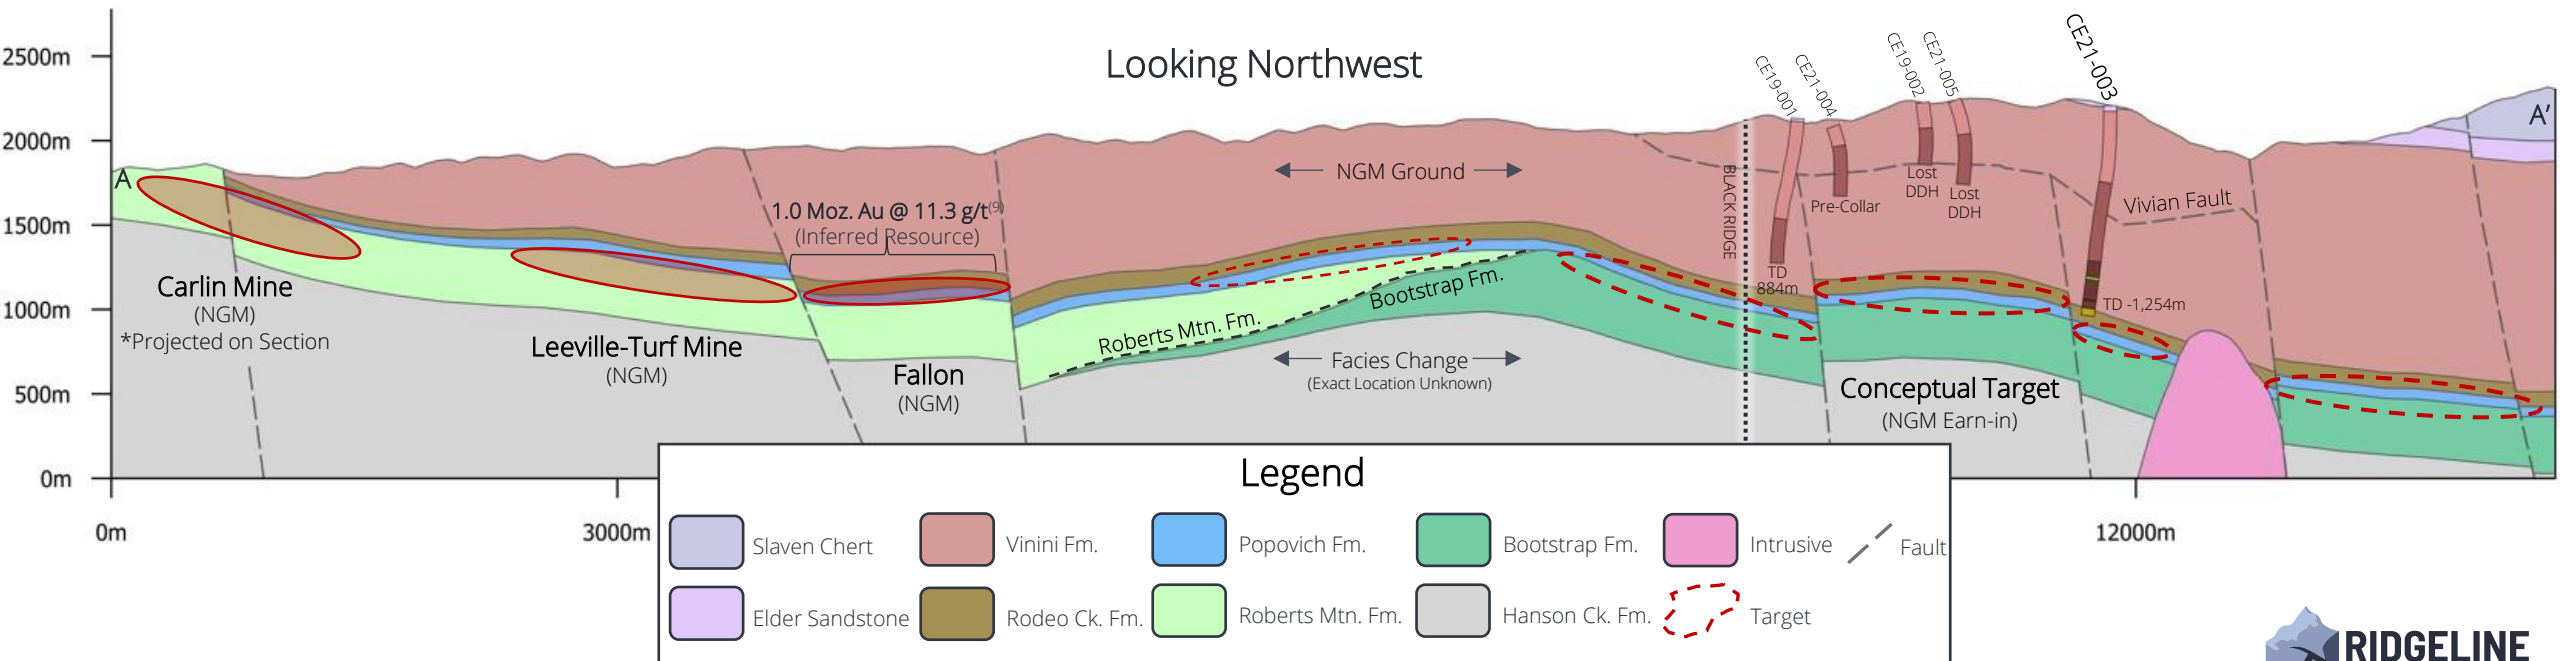 Looking Northwest
2500m
2000m
1500m
1000m
500m
0m
A
A'
CE19-001
CE21-004
CE19-002
CE21-005
CE21-003
NGM Ground
BLACK RIDGE
Pre-Collar
Lost
DDH
Lost
DDH
Vivian Fault
1.0 Moz. Au @ 11.3 g/t(9)
(Inferred Resource)
TD
884m
TD -1,254m
Carlin Mine
(NGM)
*Projected on Section
Leeville-Turf Mine
(NGM)
Fallon
(NGM)
Roberts Mtn. Fm.
Bootstrap Fm.
Facies Change
(Exact Location Unknown)
Conceptual Target
(NGM Earn-in)
0m
3000m
12000m
Legend
Slaven Chert
Vinini Fm.
Popovich Fm.
Bootstrap Fm.
Intrusive
Fault
Elder Sandstone
Rodeo Ck. Fm.
Roberts Mtn. Fm.
Hanson Ck. Fm.
Target
RIDGELINE